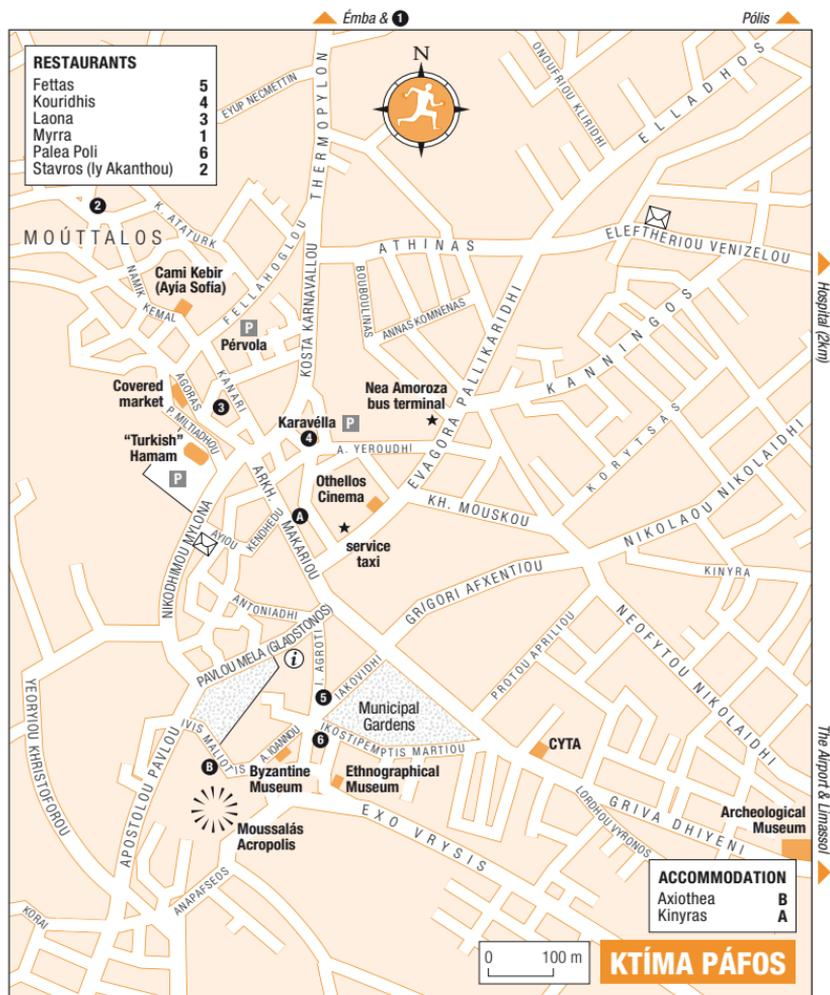 Émba & 1
Pólis
RESTAURANTS
Fettas 5
Kouridhis 4
Laona 3
Myrra 1
Palea Poli 6
Stavros (Iy Akanthou) 2
N
EYUP NECMETTIN
THERMOPYLON
ONOUFRIOU KLIRIDHI
ELLADHOS
2
MOÚTTALOS
K. ATATURK
ATHINAS
ELEFTHERIOU VENIZELOU
Hospital (2km)
NAMIK KEMAL
Cami Kebir
(Ayia Sofia)
FELLAHOGLOU
KOSTA KARNAVALLOU
BOUBOULINAS
ANNAS KOMNENAS
P
Pérvola
EVAGORA PALLIKARIDHI
KANNINGOS
Covered
market
AGORAS
KANARI
3
P. MILTIADHOU
Nea Amoroza
bus terminal
Karavélla P
4
A. YEROUDHI
"Turkish"
Hamam
P
KORYTSAS
NIKOLAOU NIKOLAIDHI
ARKH. MAKARIOU
Othellos
Cinema
KH. MOUSKOU
A
service
taxi
NIKODHIMOU MYLONA
AYIOU KENDHEDU
KINYRA
GRIGORI AFXENTIOU
ANTONIADHI
PAVLOU MELA (GLADSTONOS)
i
I. AGROTI
IAKOVIDHI
5
PROTOU APRILIOU
NEOFYTOU NIKOLAIDHI
Municipal
Gardens
YEORYIOU KHRISTOFOROU
APOSTOLOU PAVLOU
IVIS MALLIOTIS
A. IOANNOU
6
IKOSTIPEMPTIS MARTIOU
CYTA
B
Byzantine
Museum
Ethnographical
Museum
The Airport & Limassol
Moussalás
Acropolis
EXO VRYSIS
LORDHOU VYRONOS
GRIVA DHIYENI
Archeological
Museum
ANAPAFSEOS
KORAI
ACCOMMODATION
Axiothea B
Kinyras A
0 100 m
KTÍMA PÁFOS